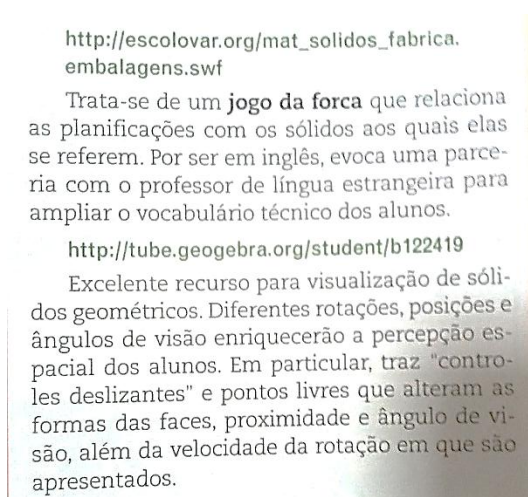 http://escolovar.org/mat_solidos_fabrica.
embalagens.swf
Trata-se de um jogo da forca que relaciona
as planificações com os sólidos aos quais elas
se referem. Por ser em inglês, evoca uma parce-
ria com o professor de língua estrangeira para
ampliar o vocabulário técnico dos alunos.
http://tube.geogebra.org/student/b122419
Excelente recurso para visualização de sóli-
dos geométricos. Diferentes rotações, posições e
ângulos de visão enriquecerão a percepção es-
pacial dos alunos. Em particular, traz "contro-
les deslizantes" e pontos livres que alteram as
formas das faces, proximidade e ângulo de vi-
são, além da velocidade da rotação em que são
apresentados.